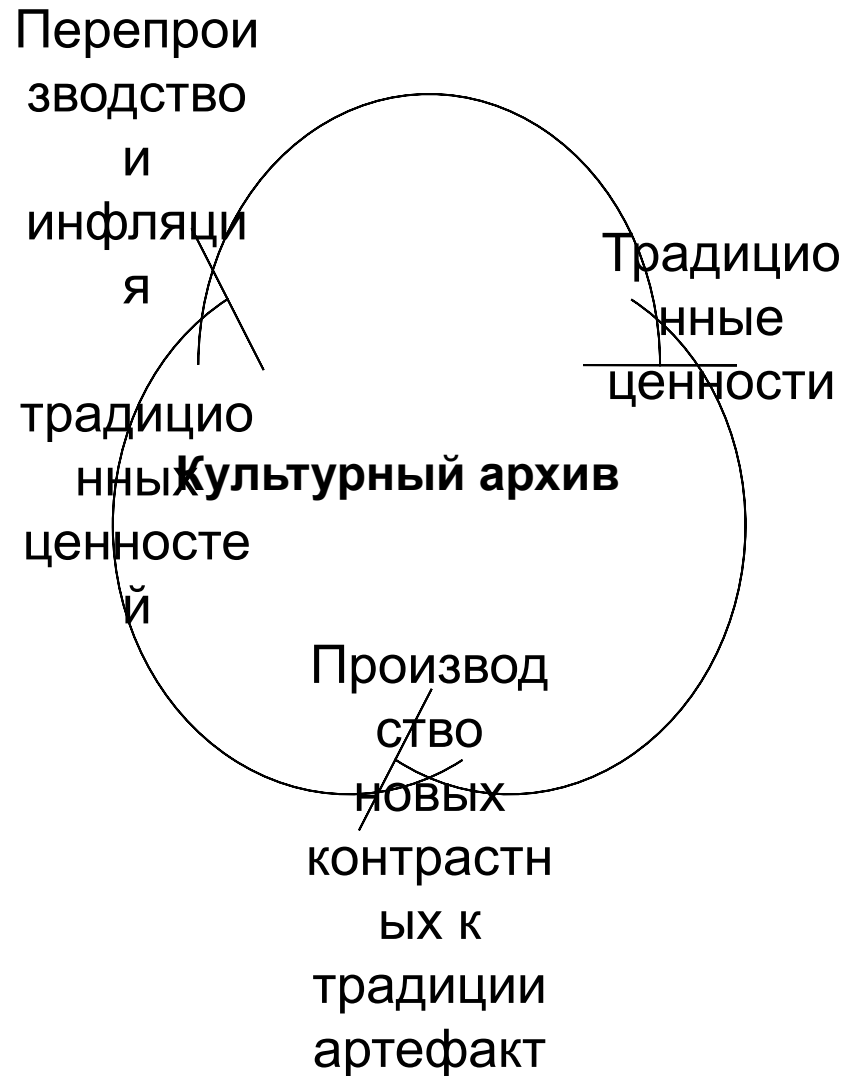 Перепрои
зводство
и
инфляци
я
традицио
нных
ценносте
й
Традицио
нные
ценности
Культурный архив
Производ
ство
новых
контрастн
ых к
традиции
артефакт